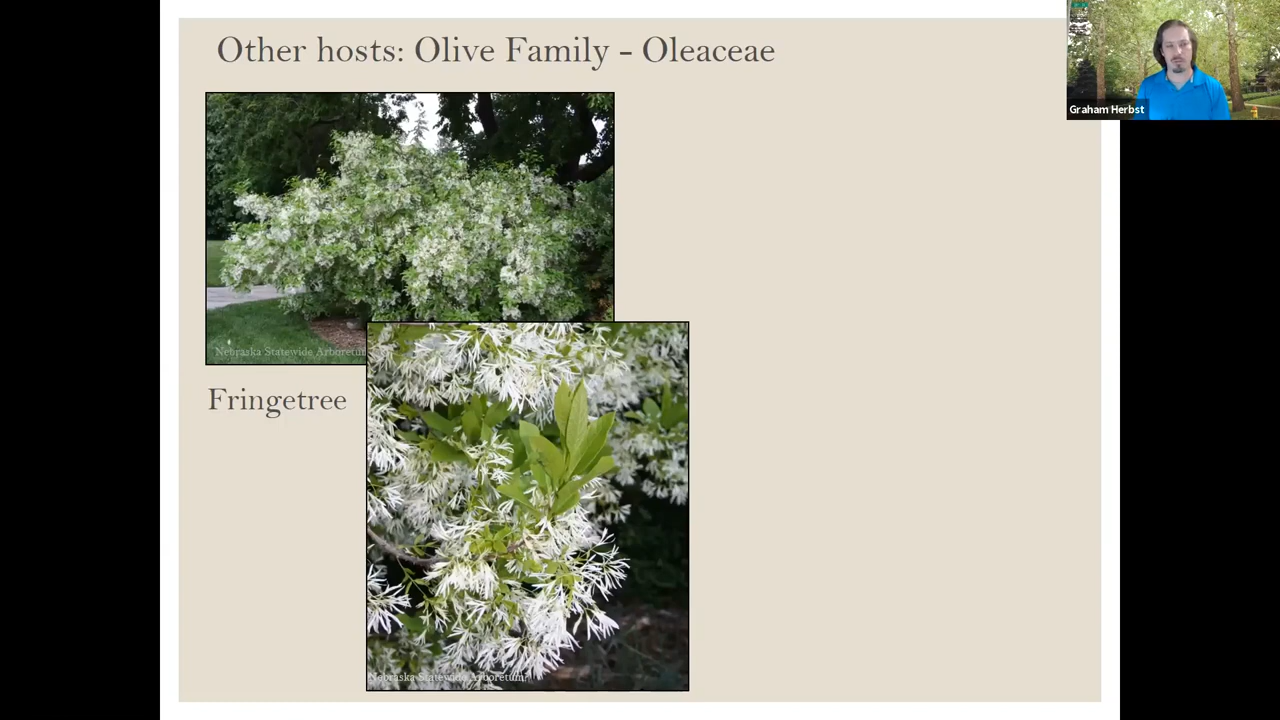 Other hosts: Olive Family - Oleaceae
Graham Herbst
Nebraska Statewide Arboretum
Fringetree
Nebraska Statewide Arboretum